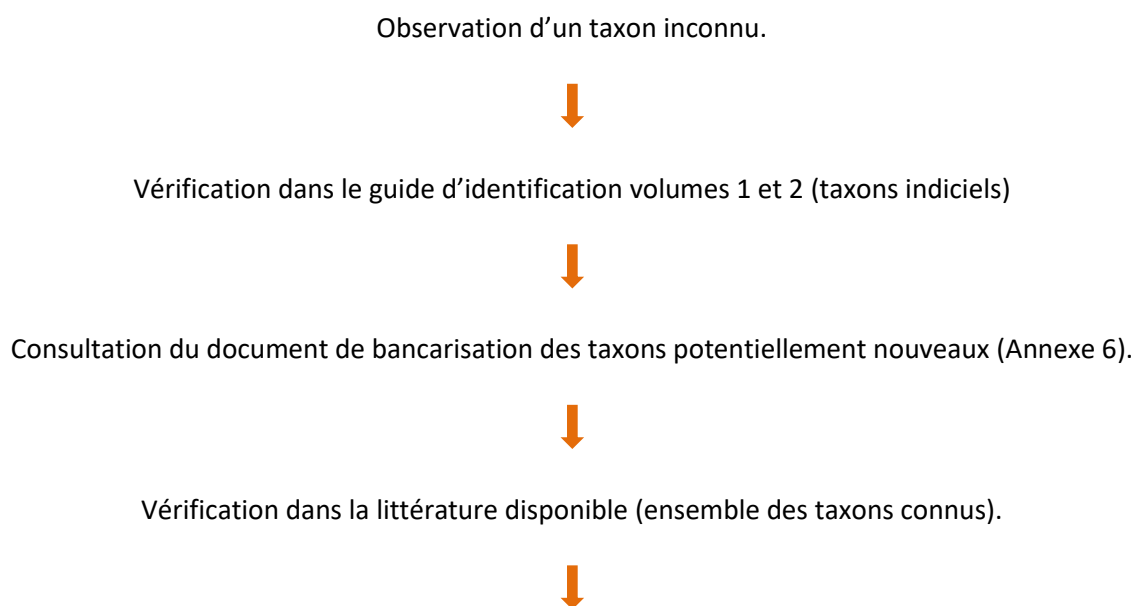 Observation d’un taxon inconnu.
Vérification dans le guide d’identification volumes 1 et 2 (taxons indiciels)
Consultation du document de bancarisation des taxons potentiellement nouveaux (Annexe 6).
Vérification dans la littérature disponible (ensemble des taxons connus).